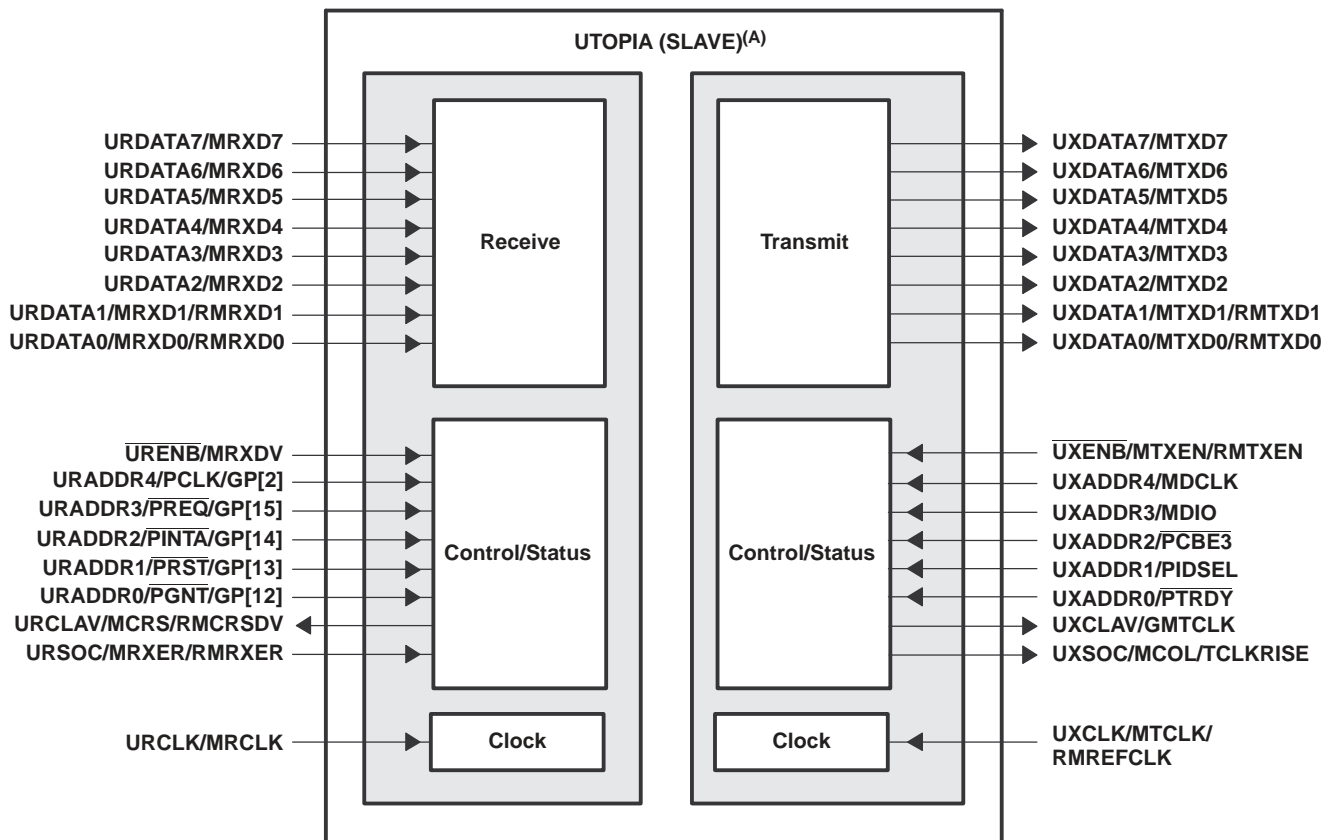 UTOPIA (SLAVE)(A)
URDATA7/MRXD7
URDATA6/MRXD6
URDATA5/MRXD5
URDATA4/MRXD4
URDATA3/MRXD3
URDATA2/MRXD2
URDATA1/MRXD1/RMRXD1
URDATA0/MRXD0/RMRXD0
Receive
Transmit
UXDATA7/MTXD7
UXDATA6/MTXD6
UXDATA5/MTXD5
UXDATA4/MTXD4
UXDATA3/MTXD3
UXDATA2/MTXD2
UXDATA1/MTXD1/RMTXD1
UXDATA0/MTXD0/RMTXD0
URENB/MRXDV
URADDR4/PCLK/GP[2]
URADDR3/PREQ/GP[15]
URADDR2/PINTA/GP[14]
URADDR1/PRST/GP[13]
URADDR0/PGNT/GP[12]
URCLAV/MCRS/RMCRSDV
URSOC/MRXER/RMRXER
Control/Status
Control/Status
UXENB/MTXEN/RMTXEN
UXADDR4/MDCLK
UXADDR3/MDIO
UXADDR2/PCBE3
UXADDR1/PIDSEL
UXADDR0/PTRDY
UXCLAV/GMTCLK
UXSOC/MCOL/TCLKRISE
URCLK/MRCLK
Clock
Clock
UXCLK/MTCLK/
RMREFCLK